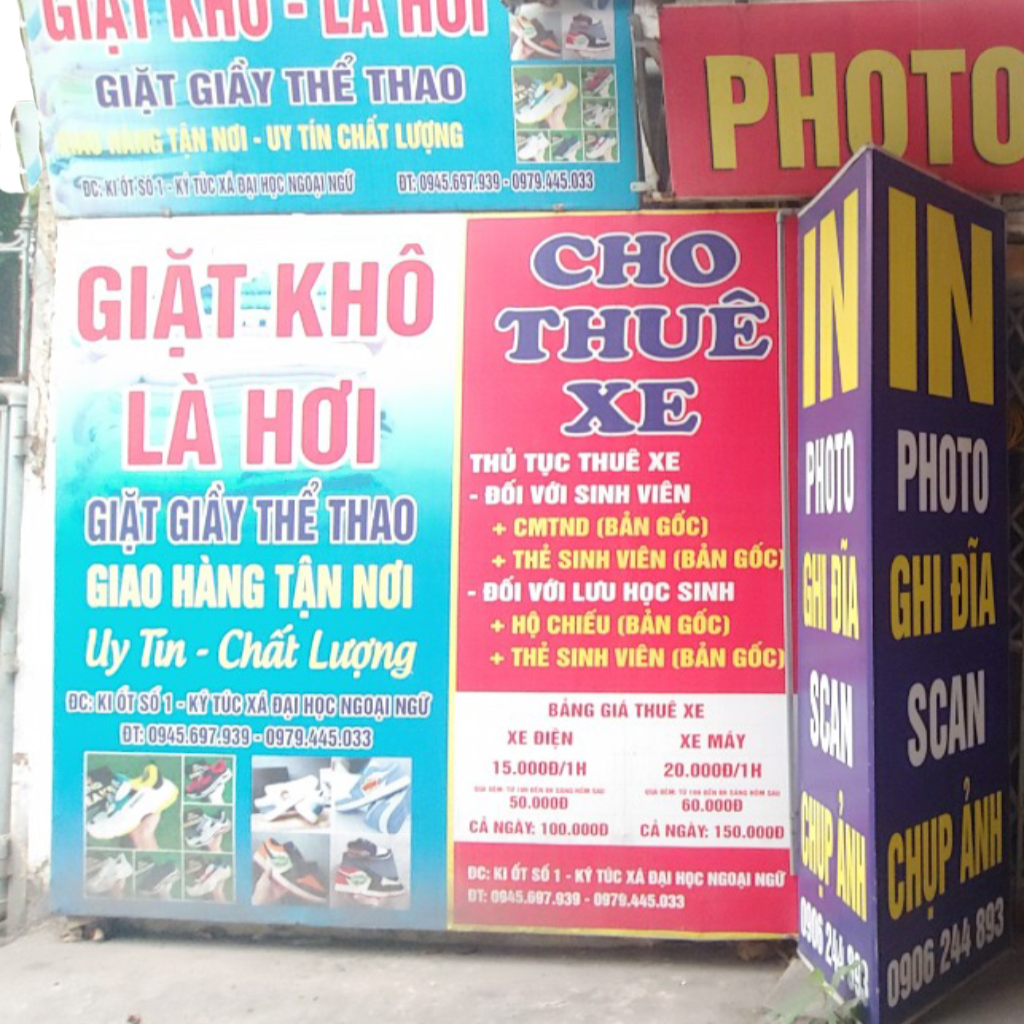 GIẶT KHÔ - LÀ HƠI
GIẶT GIẦY THỂ THAO
GIAO HÀNG TẬN NƠI - UY TÍN CHẤT LƯỢNG
ĐC: KI ỐT SỐ 1 - KÝ TÚC XÁ ĐẠI HỌC NGOẠI NGỮ ĐT: 0945.697.939 - 0979.445.033
PHOTO
GIẶT KHÔ
LÀ HƠI
GIẶT GIẦY THỂ THAO
GIAO HÀNG TẬN NƠI
Uy Tín - Chất Lượng
ĐC: KI ỐT SỐ 1 - KÝ TÚC XÁ ĐẠI HỌC NGOẠI NGỮ
ĐT: 0945.697.939 - 0979.445.033
CHO
THUÊ
XE
THỦ TỤC THUÊ XE
- ĐỐI VỚI SINH VIÊN
+ CMTND (BẢN GỐC)
+ THẺ SINH VIÊN (BẢN GỐC)
- ĐỐI VỚI LƯU HỌC SINH
+ HỘ CHIẾU (BẢN GỐC)
+ THẺ SINH VIÊN (BẢN GỐC)
BẢNG GIÁ THUÊ XE
XE ĐIỆN
15.000Đ/1H
50.000Đ
CẢ NGÀY: 100.000Đ
XE MÁY
20.000Đ/1H
60.000Đ
CẢ NGÀY: 150.000Đ
ĐC: KI ỐT SỐ 1 - KÝ TÚC XÁ ĐẠI HỌC NGOẠI NGỮ
ĐT: 0945.697.939 - 0979.445.033
IN
PHOTO
GHI ĐĨA
SCAN
CHỤP ẢNH
0906 244 893
IN
PHOTO
GHI ĐĨA
SCAN
CHỤP ẢNH
0906 244 893